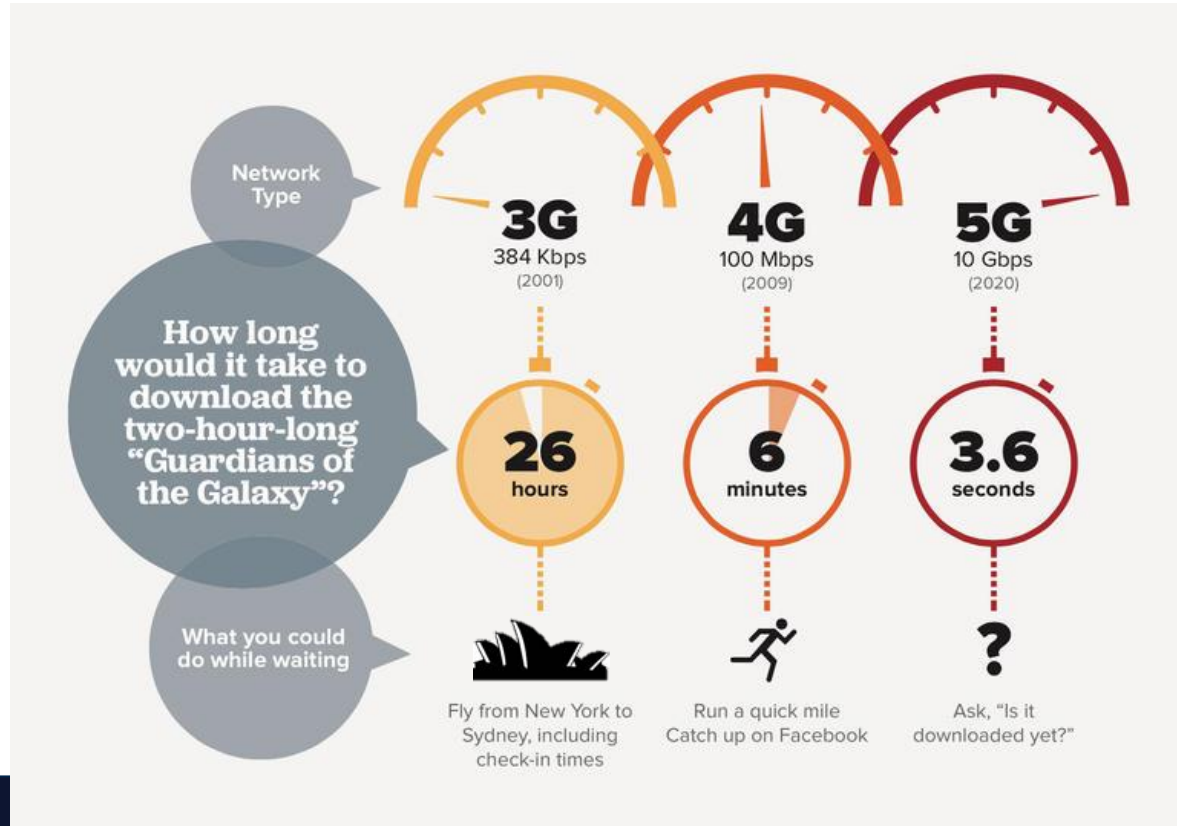 Network
Type
3G
384 Kbps
(2001)
4G
100 Mbps
(2009)
5G
10 Gbps
(2020)
How long
would it take to
download the
two-hour-long
“Guardians of
the Galaxy”?
26
hours
6
minutes
3.6
seconds
What you could
do while waiting
?
Fly from New York to
Sydney, including
check-in times
Run a quick mile
Catch up on Facebook
Ask, “Is it
downloaded yet?”